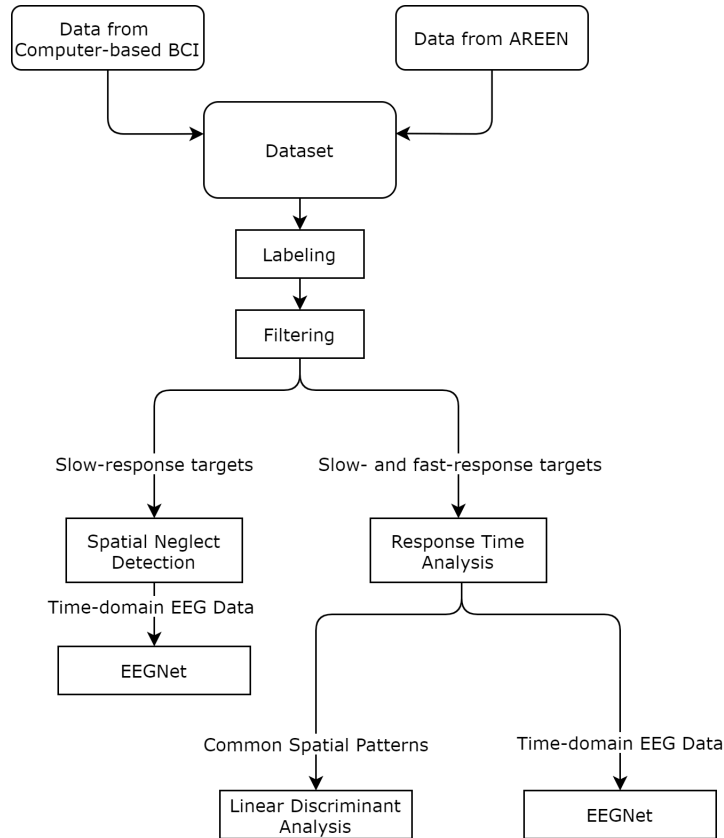 Data from
Computer-based BCI
Data from AREEN
Dataset
Labeling
Filtering
Slow-response targets
Slow- and fast-response targets
Spatial Neglect
Detection
Response Time
Analysis
Time-domain EEG Data
EEGNet
Common Spatial Patterns
Time-domain EEG Data
Linear Discriminant
Analysis
EEGNet